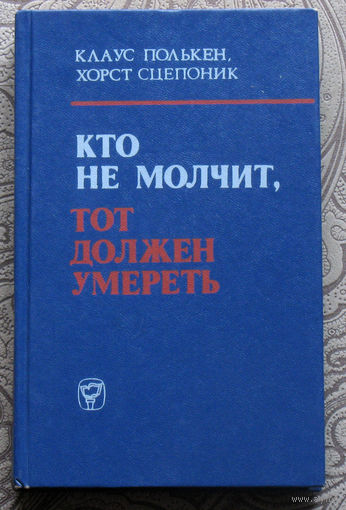 КЛАУС ПОЛЬКЕН,
ХОРСТ СЦЕПОНИК
КТО
НЕ МОЛЧИТ,
ТОТ
ДОЛЖЕН
УМЕРЕТЬ